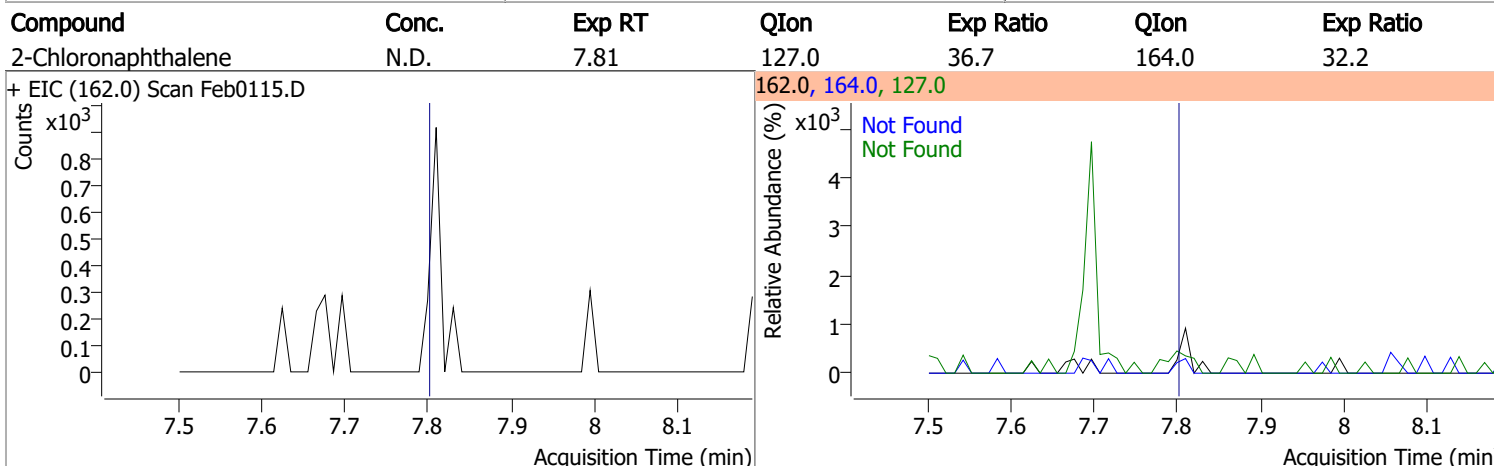 Compound Conc. Exp RT QIon Exp Ratio QIon Exp Ratio
2-Chloronaphthalene N.D. 7.81 127.0 36.7 164.0 32.2
+ EIC (162.0) Scan Feb0115.D
Counts
x10³
0.8
0.7
0.6
0.5
0.4
0.3
0.2
0.1
0
7.5 7.6 7.7 7.8 7.9 8 8.1
Acquisition Time (min)
162.0, 164.0, 127.0
Relative Abundance (%)
x10³
Not Found
Not Found
4
3
2
1
0
7.5 7.6 7.7 7.8 7.9 8 8.1
Acquisition Time (min)